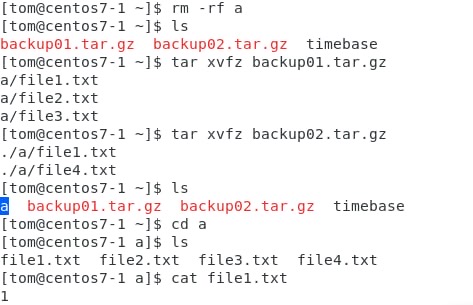 [tom@centos7-1 ~]$ rm -rf a
[tom@centos7-1 ~]$ ls
backup01.tar.gz  backup02.tar.gz  timebase
[tom@centos7-1 ~]$ tar xvfz backup01.tar.gz
a/file1.txt
a/file2.txt
a/file3.txt
[tom@centos7-1 ~]$ tar xvfz backup02.tar.gz
./a/file1.txt
./a/file4.txt
[tom@centos7-1 ~]$ ls
a  backup01.tar.gz  backup02.tar.gz  timebase
[tom@centos7-1 ~]$ cd a
[tom@centos7-1 a]$ ls
file1.txt  file2.txt  file3.txt  file4.txt
[tom@centos7-1 a]$ cat file1.txt
1